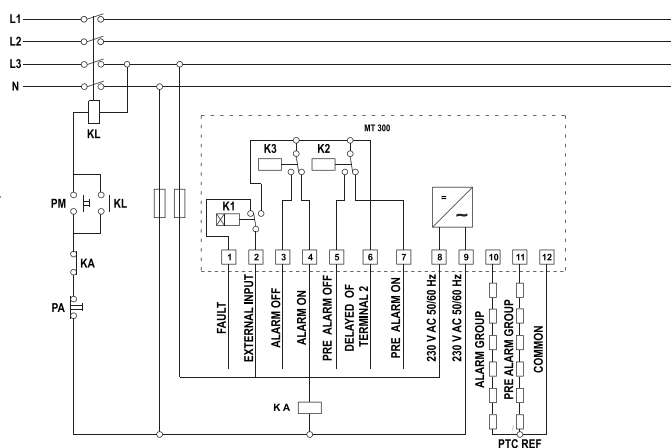 L1
L2
L3
N
KL
MT 300
K3
K2
K1
PM
KL
KA
PA
=
~
1
2
3
4
5
6
7
8
9
10
11
12
FAULT
EXTERNAL INPUT
ALARM OFF
ALARM ON
PRE ALARM OFF
DELAYED OF
TERMINAL 2
PRE ALARM ON
230 V AC 50/60 Hz
230 V AC 50/60 Hz
ALARM GROUP
PRE ALARM GROUP
COMMON
K A
PTC REF